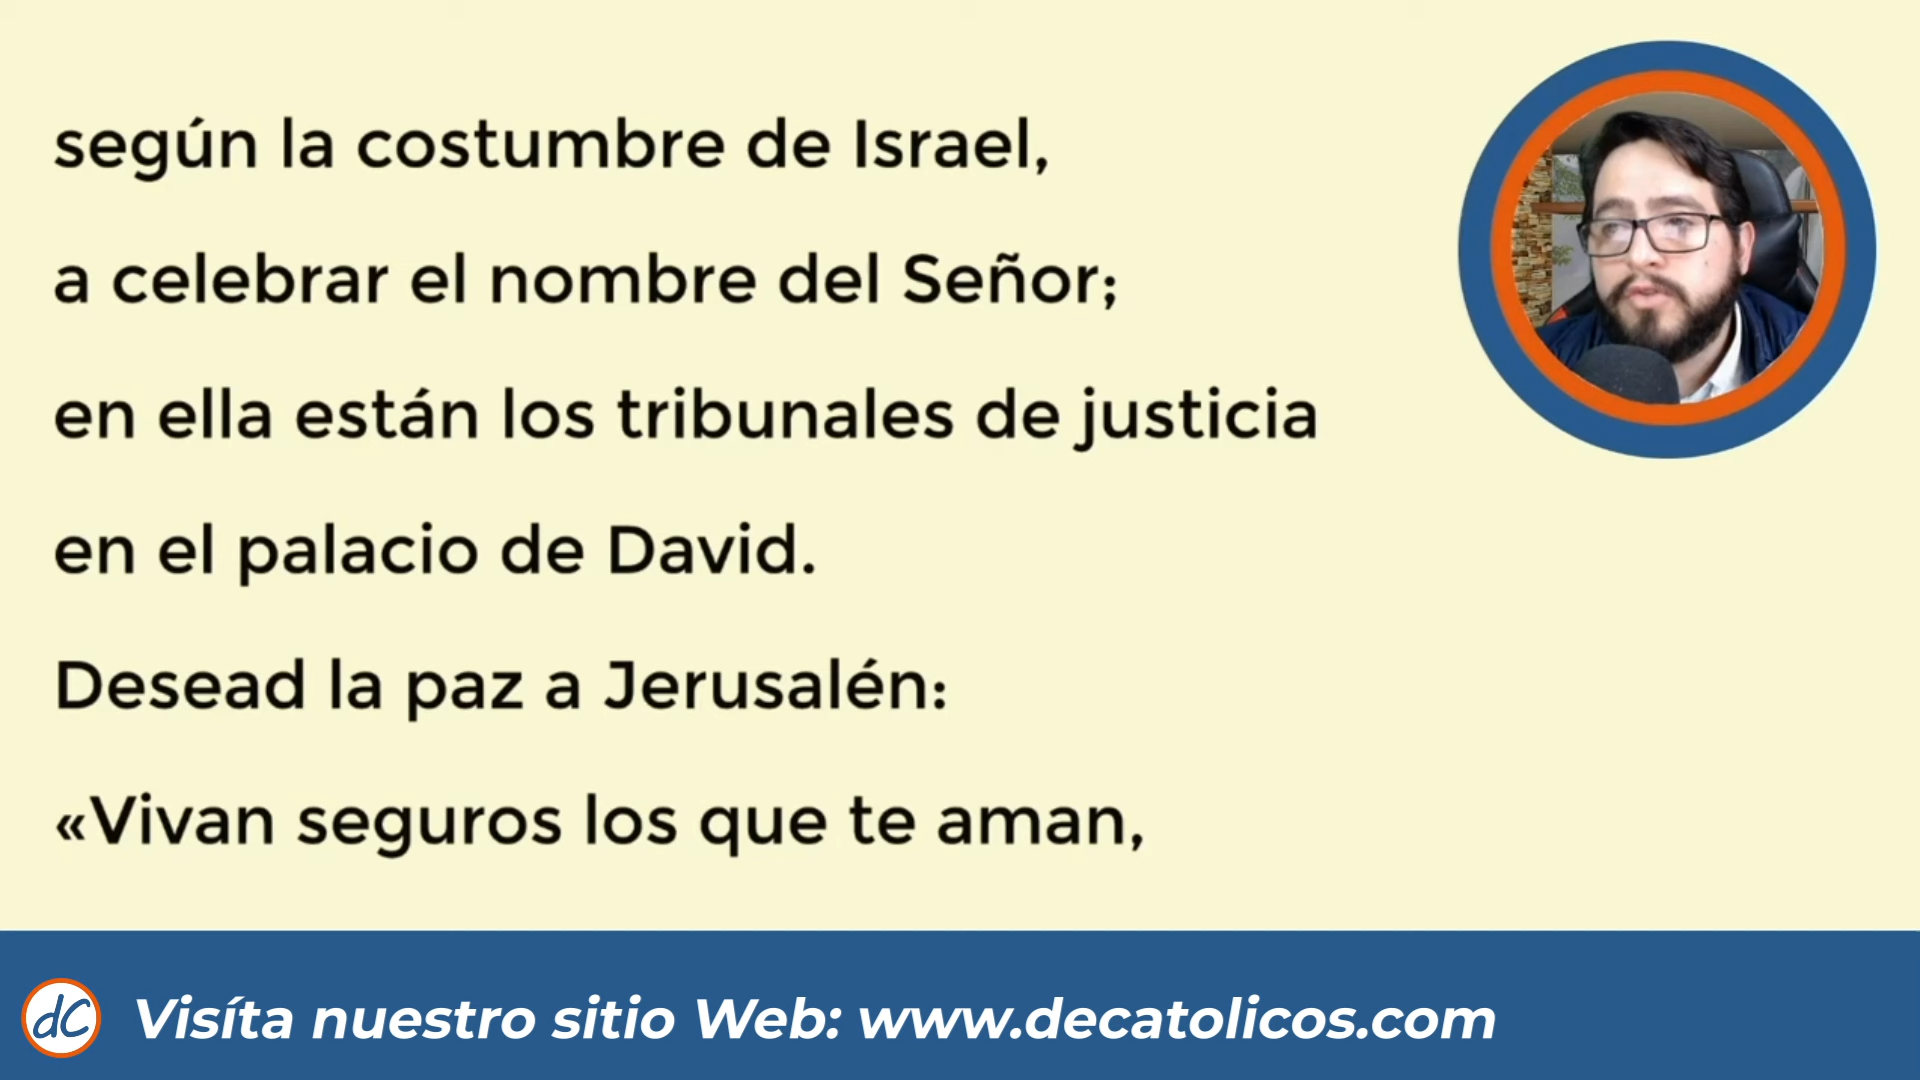 según la costumbre de Israel,
a celebrar el nombre del Señor;
en ella están los tribunales de justicia
en el palacio de David.
Desead la paz a Jerusalén:
«Vivan seguros los que te aman,
dC Visíta nuestro sitio Web: www.decatolicos.com